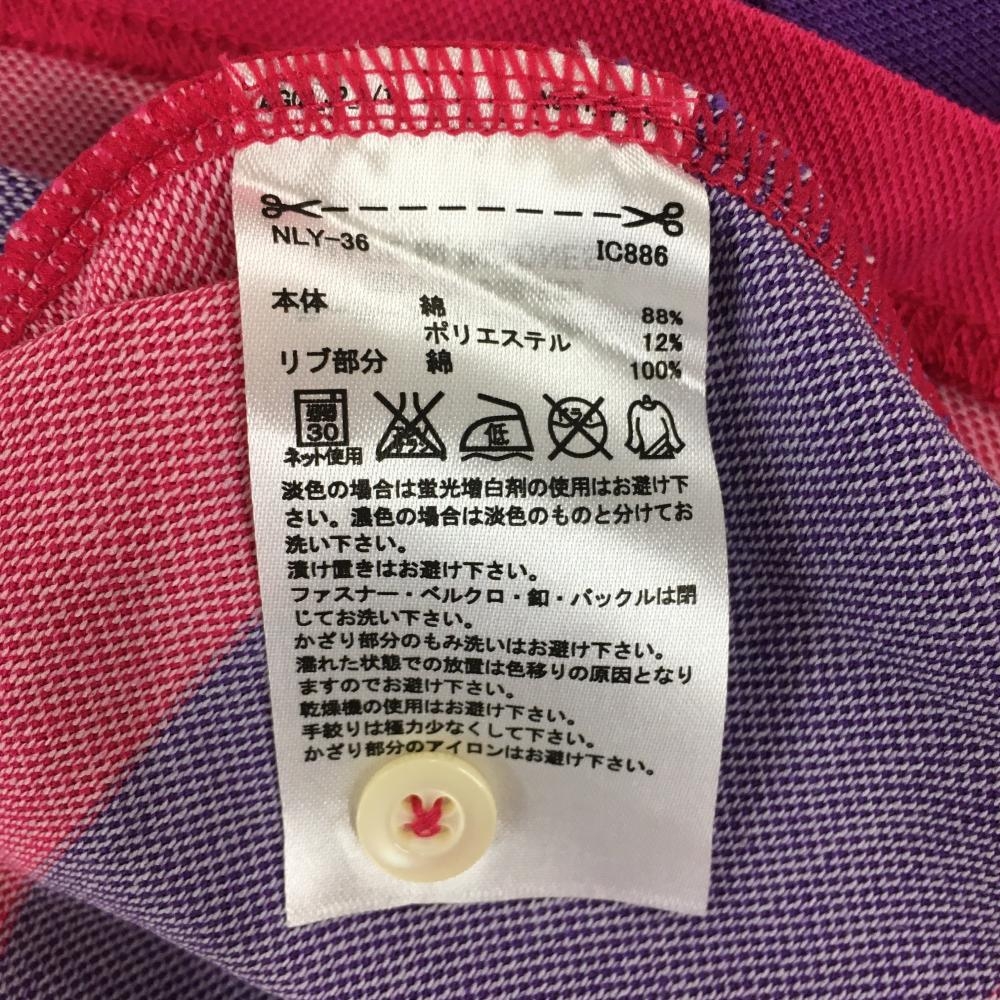 NLY-36 IC886
本体 綿 88%
ポリエステル 12%
リブ部分 綿 100%
弱 30 低 ドライ
ネット使用
淡色の場合は蛍光増白剤の使用はお避け下
さい。濃色の場合は淡色のものと分けてお
洗い下さい。
漬け置きはお避け下さい。
ファスナー・ベルクロ・釦・バックルは閉
じてお洗い下さい。
かざり部分のもみ洗いはお避け下さい。
濡れた状態での放置は色移りの原因となり
ますのでお避け下さい。
乾燥機の使用はお避け下さい。
手絞りは極力少なくして下さい。
かざり部分のアイロンはお避け下さい。